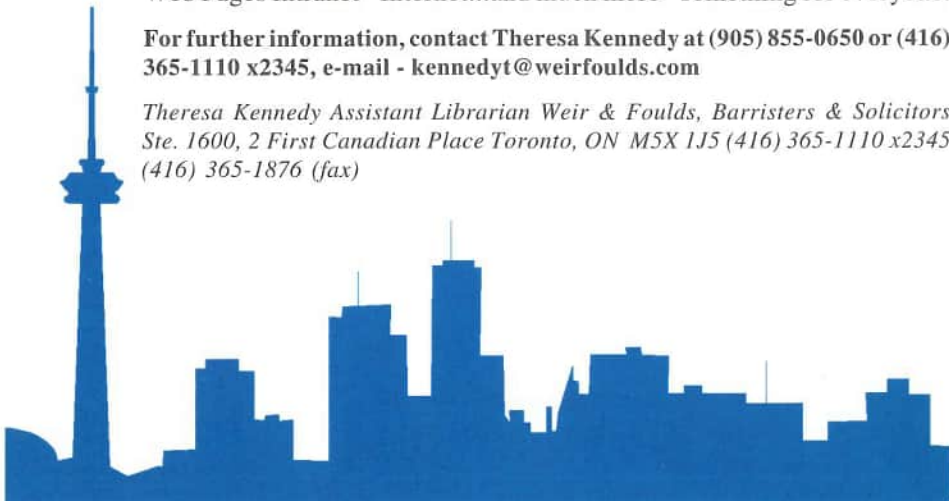 For further information, contact Theresa Kennedy at (905) 855-0650 or (416)
365-1110 x2345, e-mail - kennedyt@weirfoulds.com
Theresa Kennedy Assistant Librarian Weir & Foulds, Barristers & Solicitors
Ste. 1600, 2 First Canadian Place Toronto, ON M5X 1J5 (416) 365-1110 x2345
(416) 365-1876 (fax)